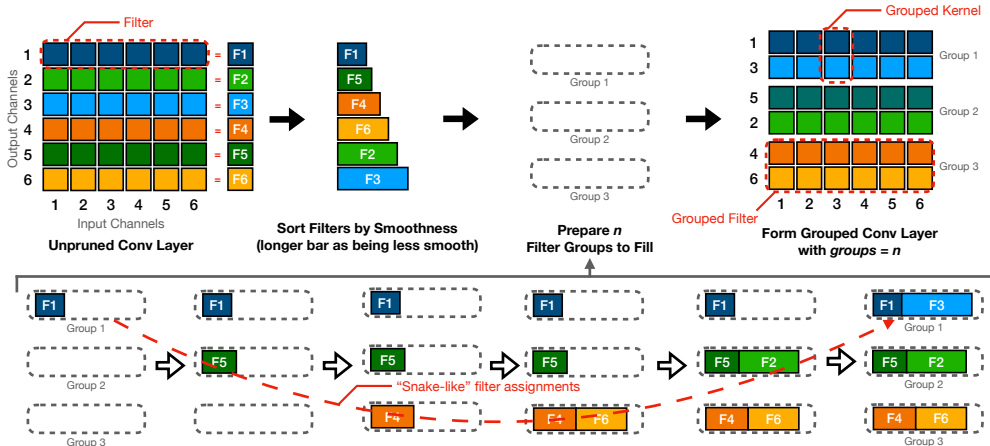 Filter
Output Channels
1
2
3
4
5
6
= F1
= F2
= F3
= F4
= F5
= F6
1 2 3 4 5 6
Input Channels
Unpruned Conv Layer
F1
F5
F4
F6
F2
F3
Sort Filters by Smoothness
(longer bar as being less smooth)
Group 1
Group 2
Group 3
Prepare n
Filter Groups to Fill
Grouped Kernel
1
3
Group 1
5
2
Group 2
4
6
Group 3
Grouped Filter
1 2 3 4 5 6
Form Grouped Conv Layer
with groups = n
F1
Group 1
Group 2
Group 3
F1
F5
F1
F5
F4
F1
F5
F4 F6
F1
F5 F2
F4 F6
F1 F3
Group 1
F5 F2
Group 2
F4 F6
Group 3
"Snake-like" filter assignments